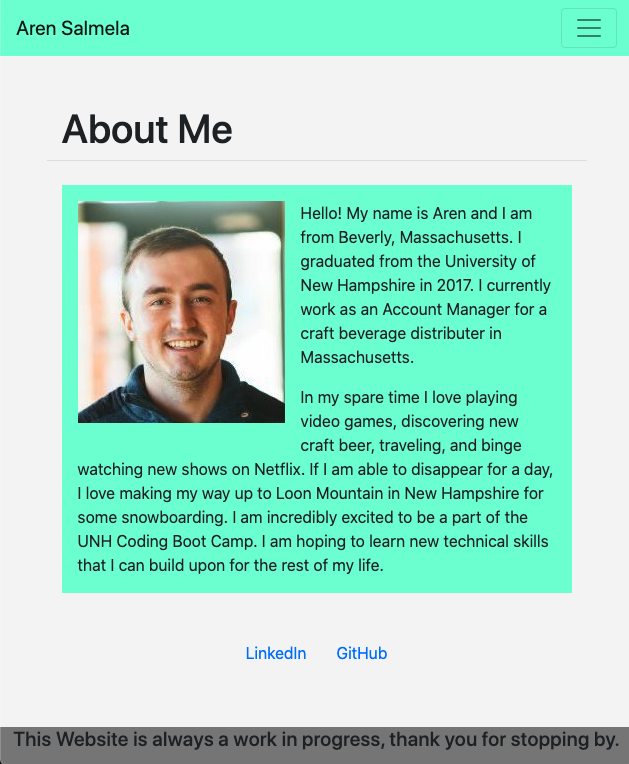 Aren Salmela
About Me
Hello! My name is Aren and I am
from Beverly, Massachusetts. I
graduated from the University of
New Hampshire in 2017. I currently
work as an Account Manager for a
craft beverage distributer in
Massachusetts.
In my spare time I love playing
video games, discovering new
craft beer, traveling, and binge
watching new shows on Netflix. If I am able to disappear for a day,
I love making my way up to Loon Mountain in New Hampshire for
some snowboarding. I am incredibly excited to be a part of the
UNH Coding Boot Camp. I am hoping to learn new technical skills
that I can build upon for the rest of my life.
LinkedIn GitHub
This Website is always a work in progress, thank you for stopping by.